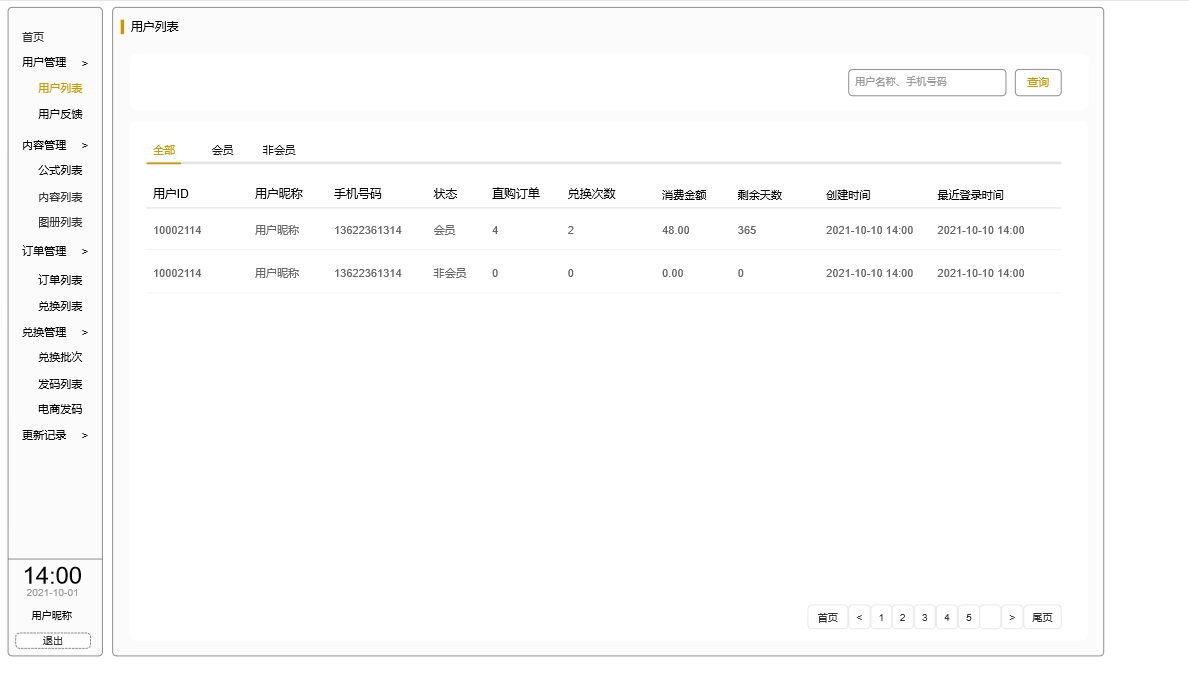 首页
用户管理 >
用户列表
用户反馈
内容管理 >
公式列表
内容列表
图册列表
订单管理 >
订单列表
兑换列表
兑换管理 >
兑换批次
发码列表
电商发码
更新记录 >
14:00
2021-10-01
用户昵称
退出
用户列表
用户名称、手机号码 查询
全部 会员 非会员
用户ID 用户昵称 手机号码 状态 直购订单 兑换次数 消费金额 剩余天数 创建时间 最近登录时间
10002114 用户昵称 13622361314 会员 4 2 48.00 365 2021-10-10 14:00 2021-10-10 14:00
10002114 用户昵称 13622361314 非会员 0 0 0.00 0 2021-10-10 14:00 2021-10-10 14:00
首页 < 1 2 3 4 5 > 尾页